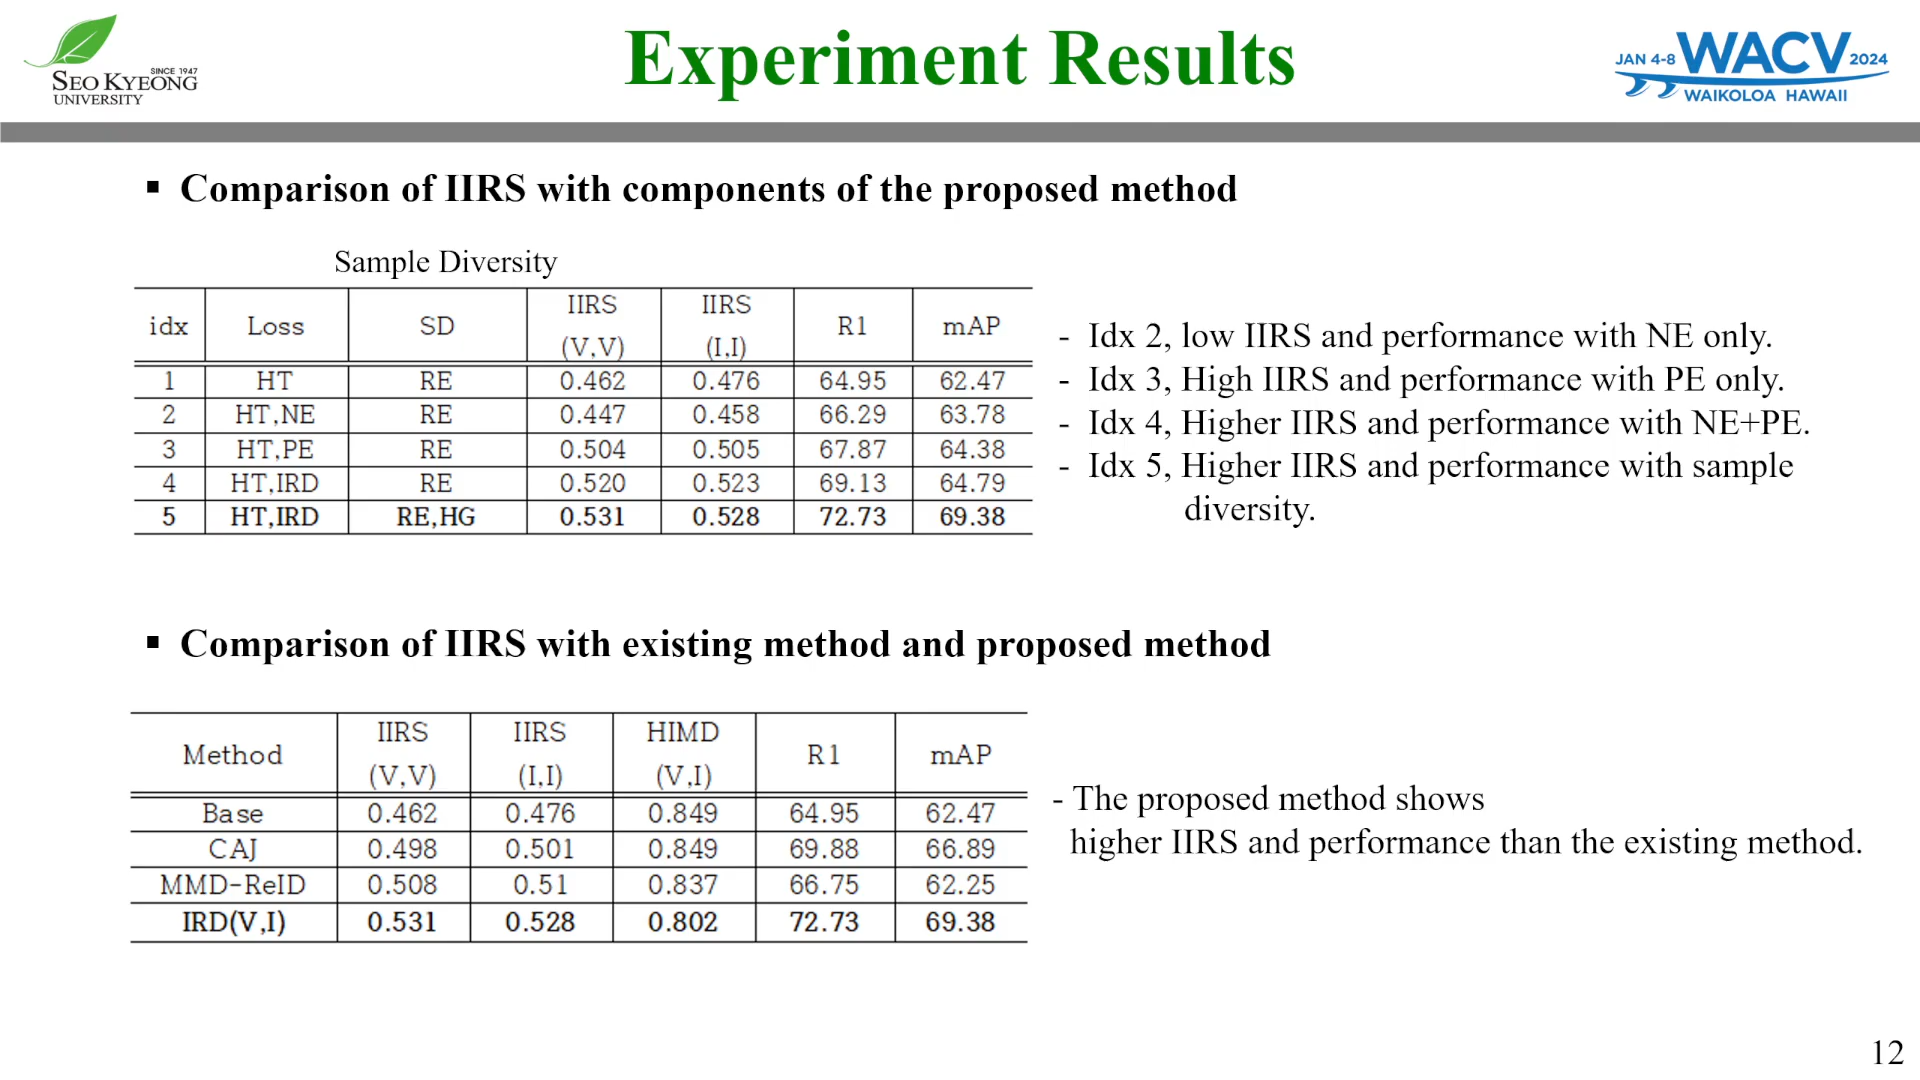 SINCE 1947
SEO KYEONG
UNIVERSITY
Experiment Results
JAN 4-8 WACV 2024
WAIKOLOA HAWAII
▪ Comparison of IIRS with components of the proposed method
Sample Diversity
idx Loss SD IIRS (V,V) IIRS (I,I) R1 mAP
1 HT RE 0.462 0.476 64.95 62.47
2 HT,NE RE 0.447 0.458 66.29 63.78
3 HT,PE RE 0.504 0.505 67.87 64.38
4 HT,IRD RE 0.520 0.523 69.13 64.79
5 HT,IRD RE,HG 0.531 0.528 72.73 69.38
- Idx 2, low IIRS and performance with NE only.
- Idx 3, High IIRS and performance with PE only.
- Idx 4, Higher IIRS and performance with NE+PE.
- Idx 5, Higher IIRS and performance with sample
diversity.
▪ Comparison of IIRS with existing method and proposed method
Method IIRS (V,V) IIRS (I,I) HIMD (V,I) R1 mAP
Base 0.462 0.476 0.849 64.95 62.47
CAJ 0.498 0.501 0.849 69.88 66.89
MMD-ReID 0.508 0.51 0.837 66.75 62.25
IRD(V,I) 0.531 0.528 0.802 72.73 69.38
- The proposed method shows
higher IIRS and performance than the existing method.
12